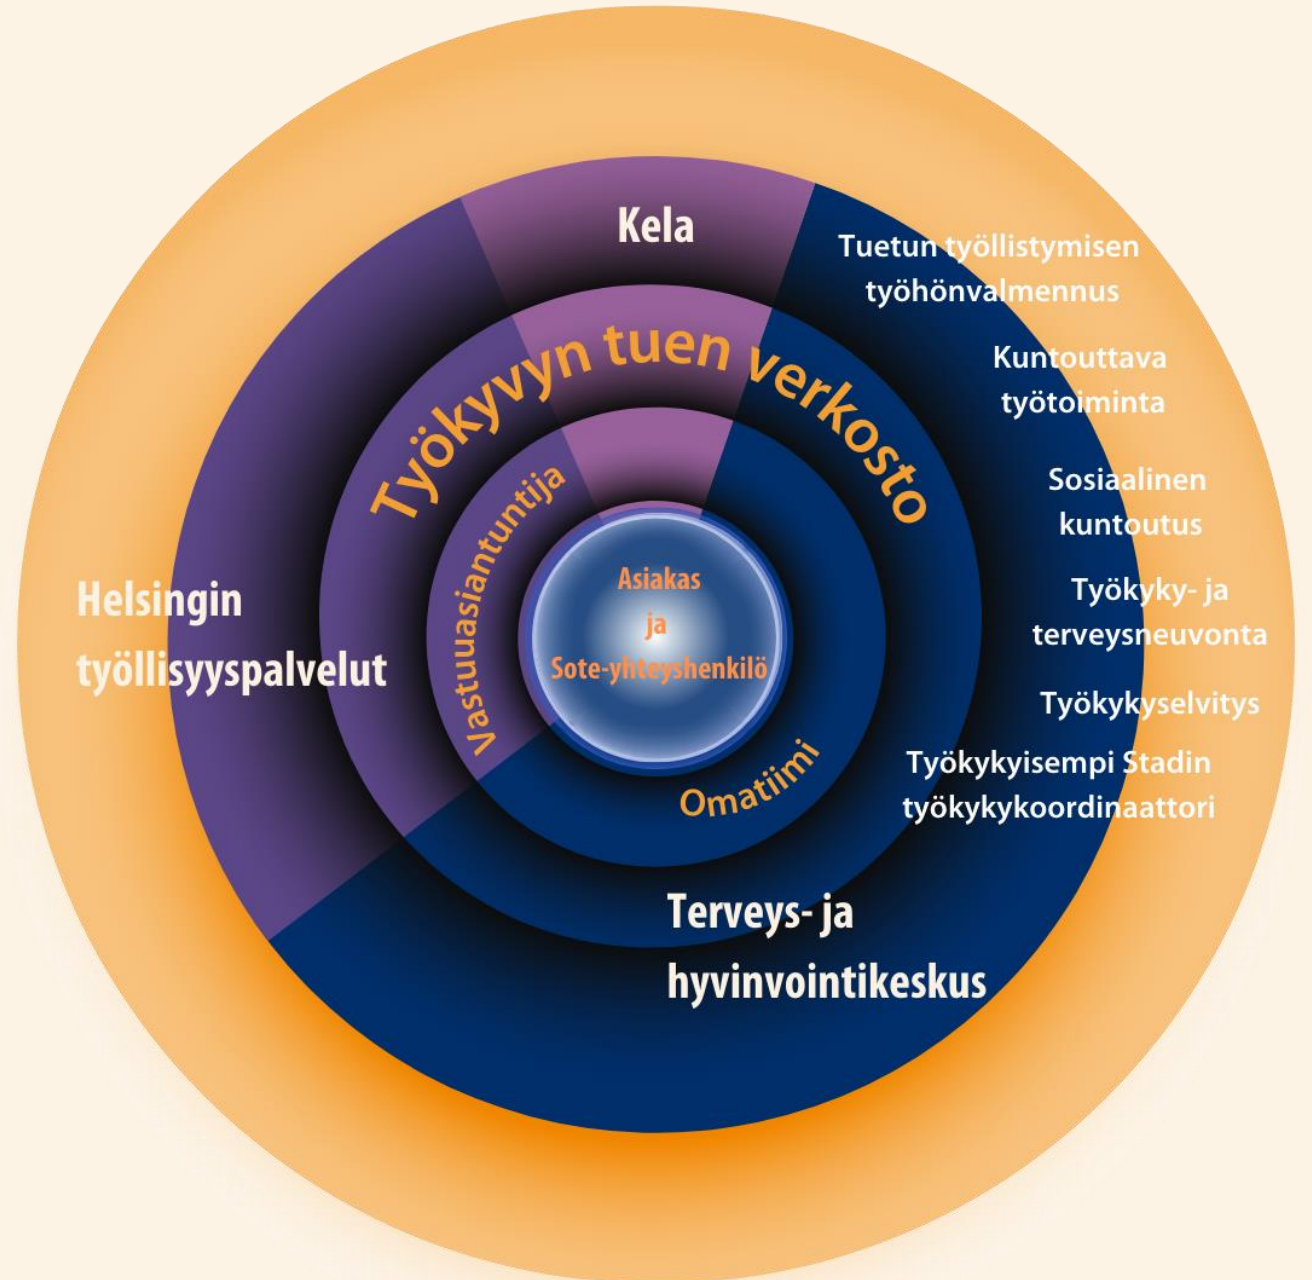 Kela
Tuetun työllistymisen
työhönvalmennus
Työkyvyn tuen verkosto
Kuntouttava
työtoiminta
Vastuuasiantuntija
Sosiaalinen
kuntoutus
Asiakas
ja
Sote-yhteyshenkilö
Helsingin
työllisyyspalvelut
Työkyky- ja
terveysneuvonta
Työkykyselvitys
Omatiimi
Työkykyisempi Stadin
työkykykoordinaattori
Terveys- ja
hyvinvointikeskus